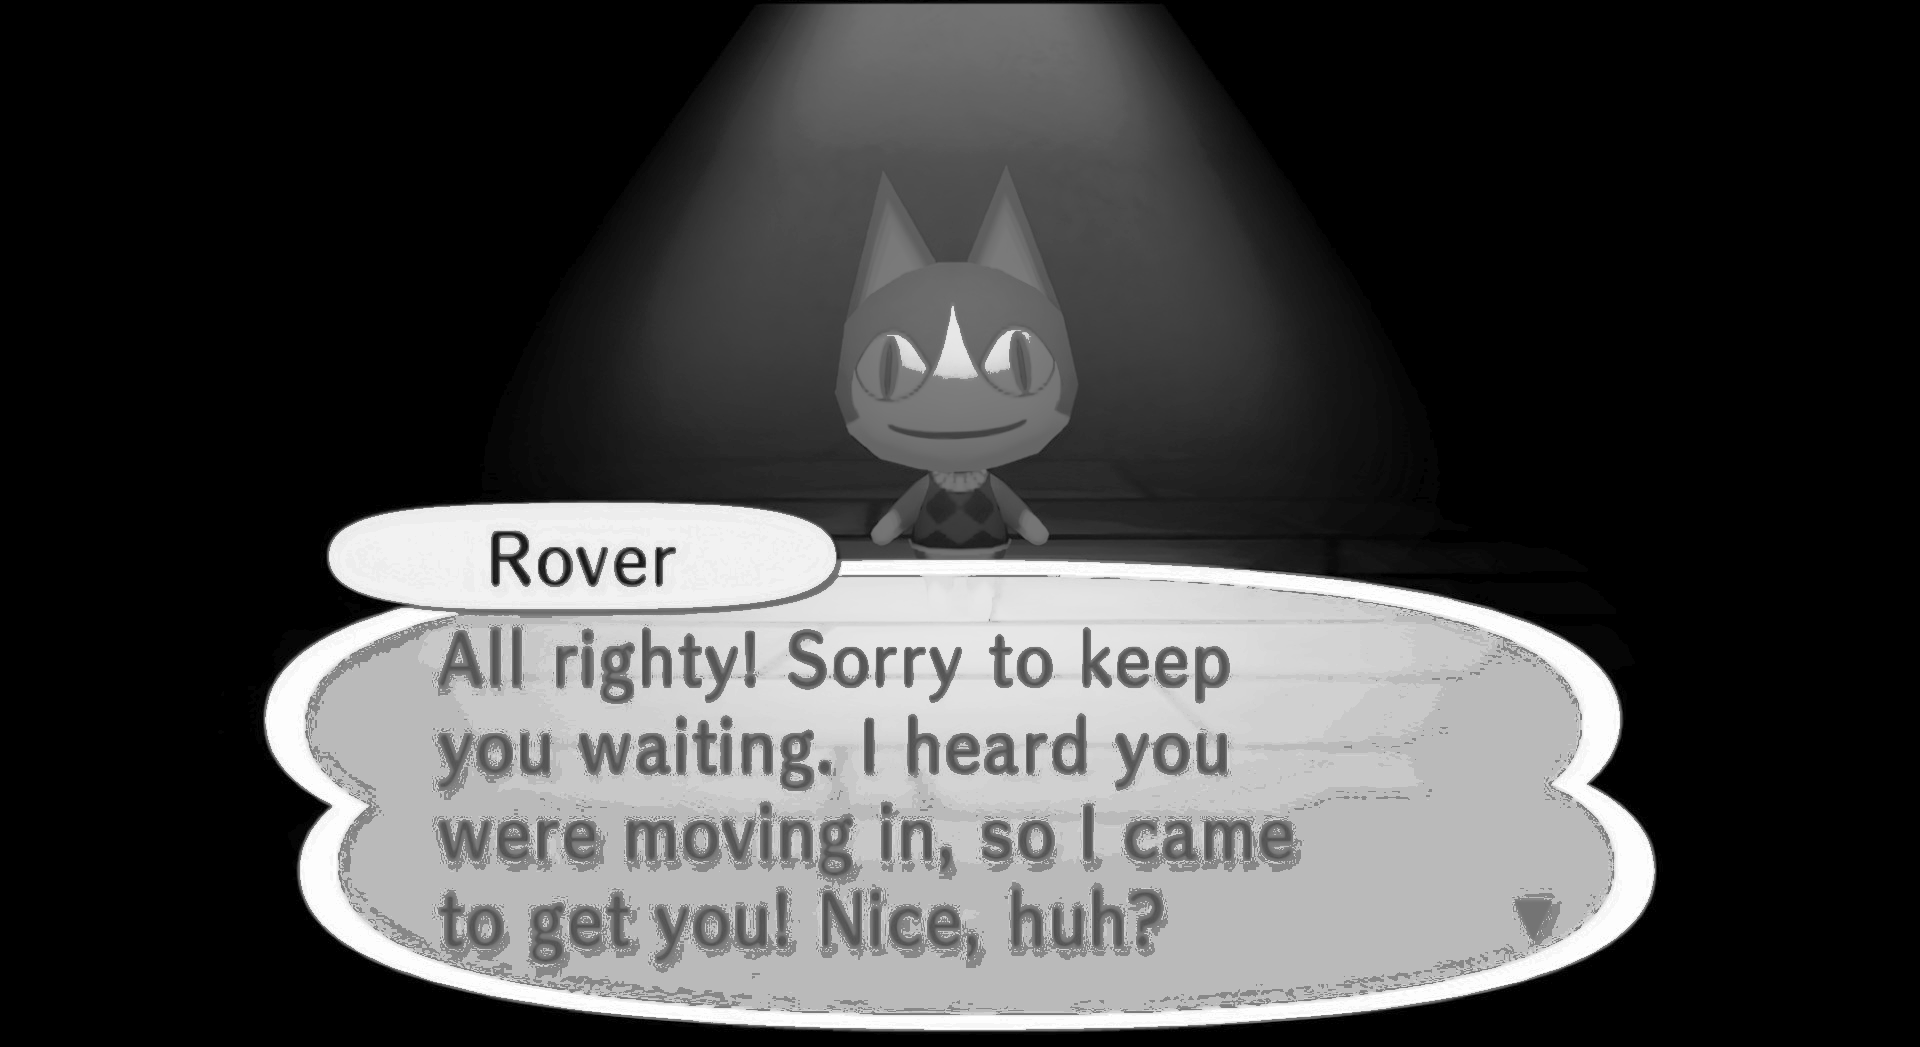 Rover
All righty! Sorry to keep
you waiting. I heard you
were moving in, so I came
to get you! Nice, huh?